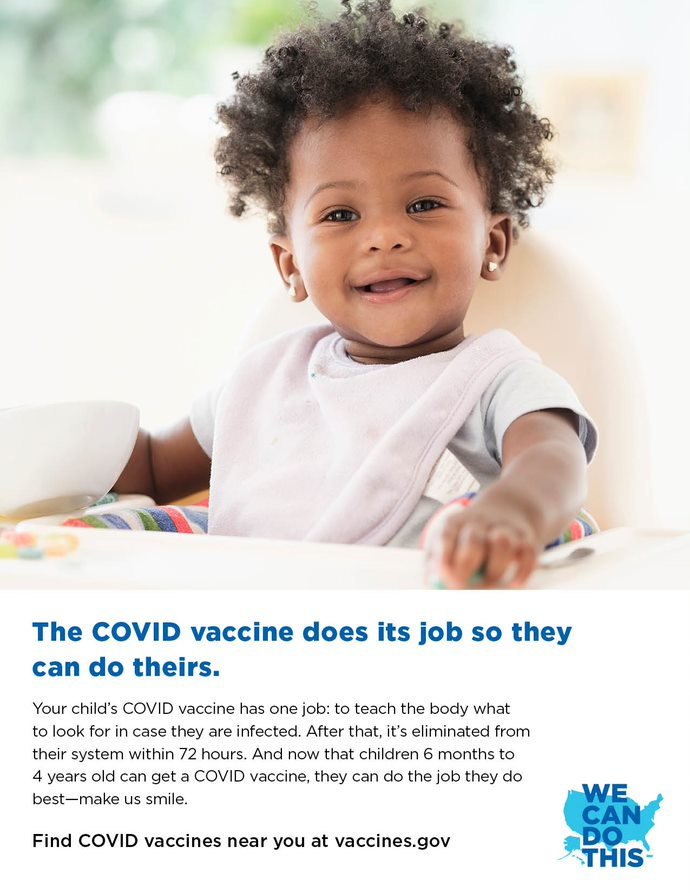 The COVID vaccine does its job so they
can do theirs.
Your child’s COVID vaccine has one job: to teach the body what
to look for in case they are infected. After that, it’s eliminated from
their system within 72 hours. And now that children 6 months to
4 years old can get a COVID vaccine, they can do the job they do
best—make us smile.
Find COVID vaccines near you at vaccines.gov
WE
CAN
DO
THIS